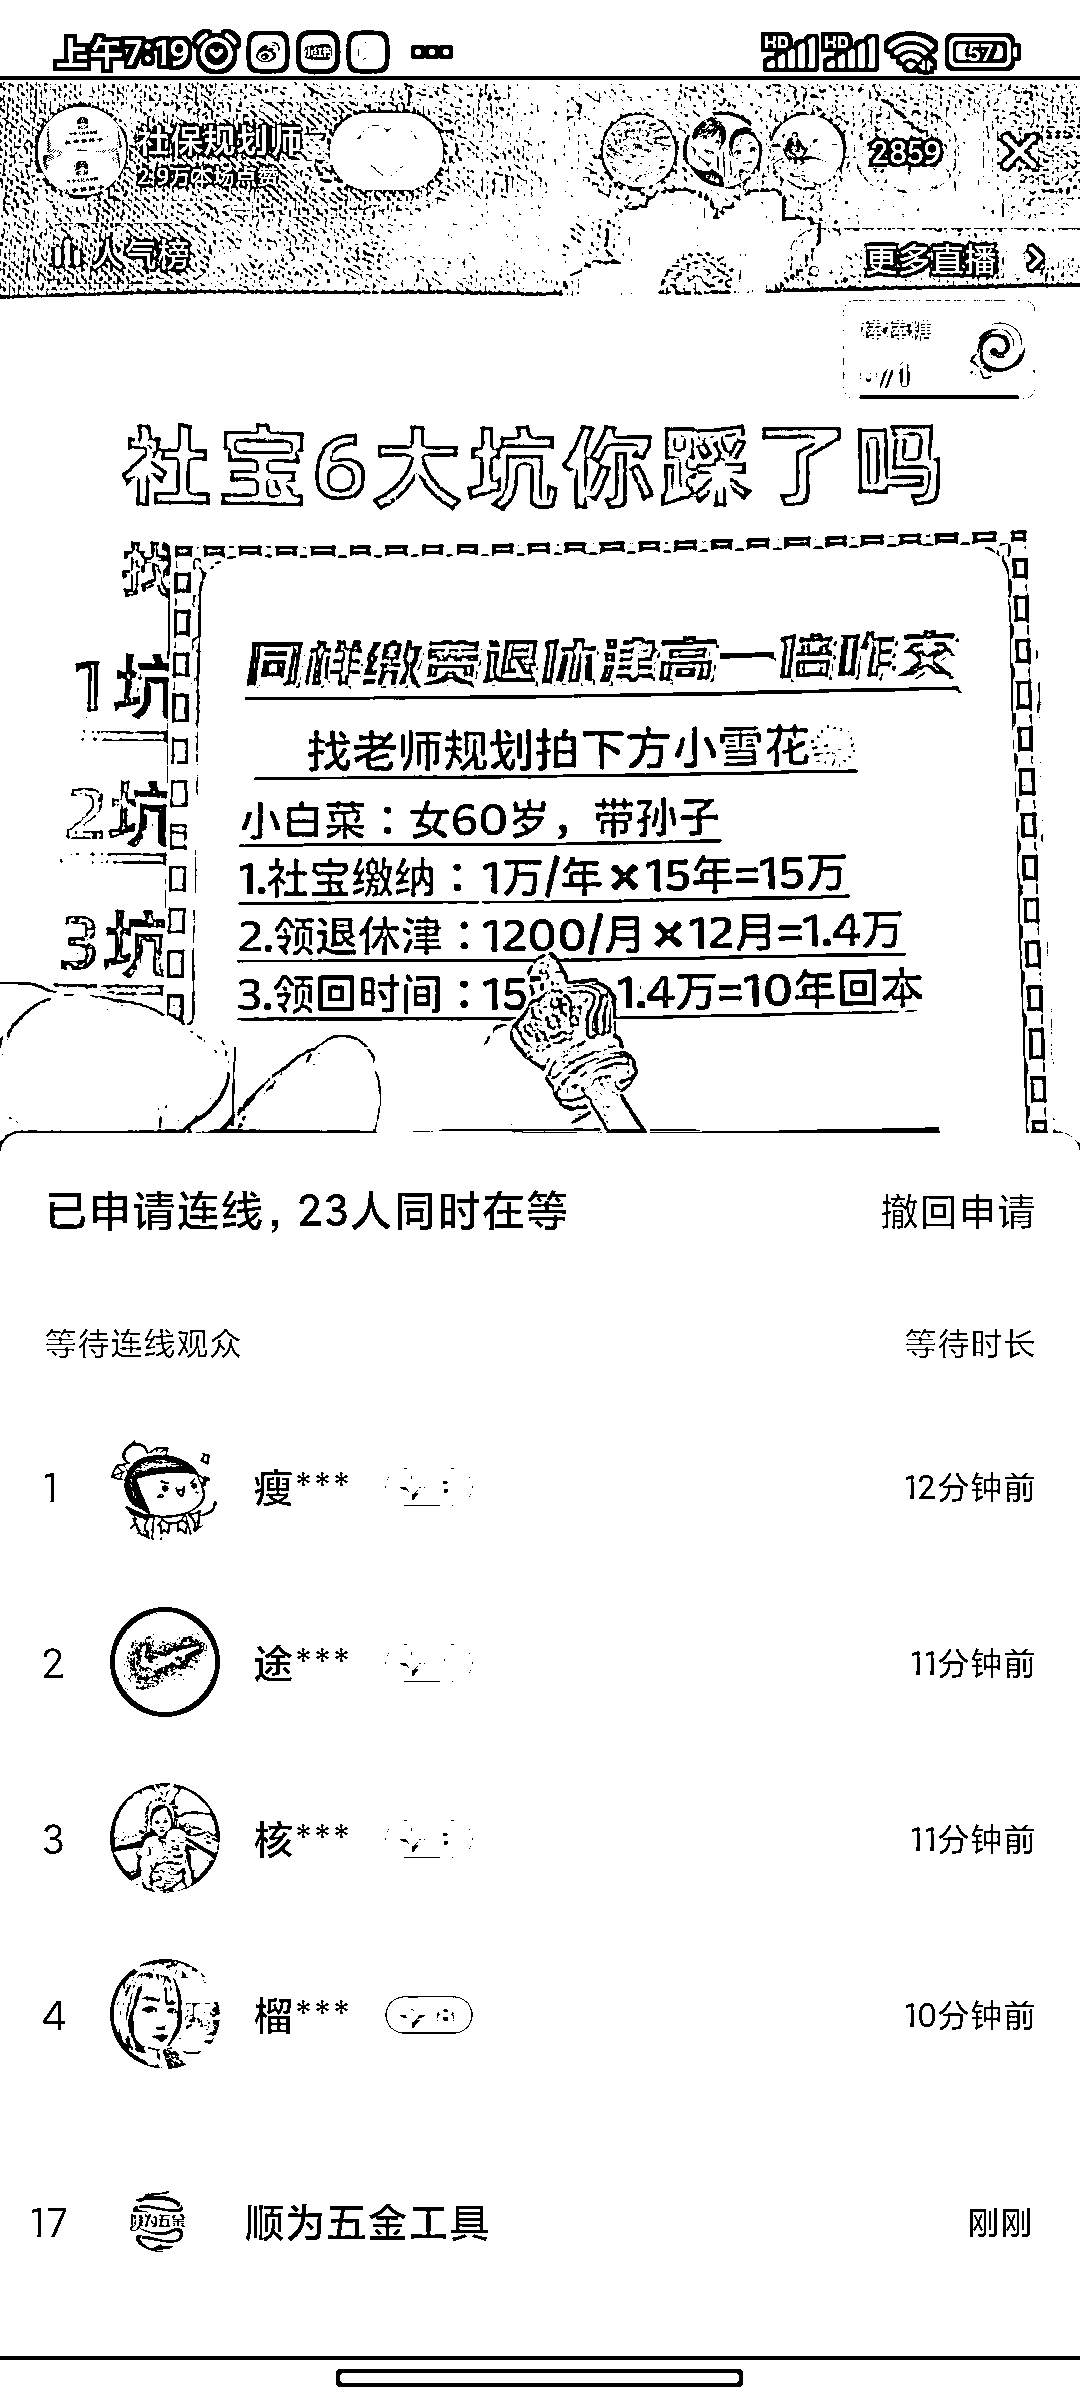 上午7:19
HD HD 57
社保规划师
2.9万本场点赞
2859
人气榜
更多直播
棒棒糖
社宝6大坑你踩了吗
找
1坑
2坑
3坑
同样缴费退休津高一倍咋交
找老师规划拍下方小雪花
小白菜：女60岁，带孙子
1.社宝缴纳：1万/年×15年=15万
2.领退休津：1200/月×12月=1.4万
3.领回时间：15 1.4万=10年回本
已申请连线，23人同时在等
撤回申请
等待连线观众
等待时长
1 瘦*** 12分钟前
2 途*** 11分钟前
3 核*** 11分钟前
4 榴*** 10分钟前
17 顺为五金工具 刚刚